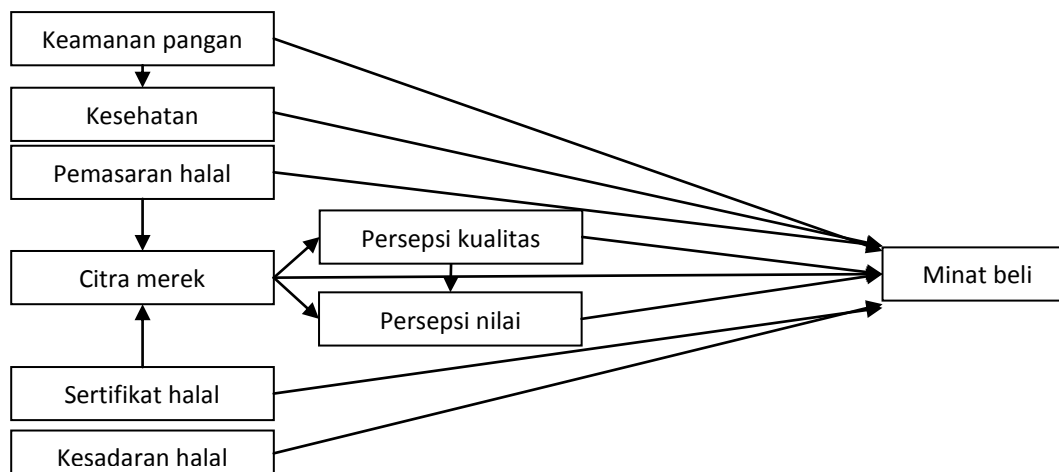 Keamanan pangan
Kesehatan
Pemasaran halal
Persepsi kualitas
Citra merek
Minat beli
Persepsi nilai
Sertifikat halal
Kesadaran halal